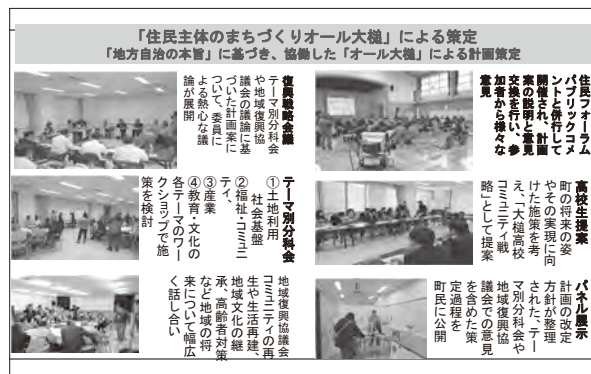 「住民主体のまちづくりオール大槌」による策定
「地方自治の本旨」に基づき、協働した「オール大槌」による計画策定
住民フォーラム
パブリックコメ
ントと併行して
開催され、計画
案の説明と意見
交換を行い、参
加者から様々な
意見
復興戦略会議
テーマ別分科会
や地域復興協
議会の議論に基
づいた計画案に
ついて、委員に
よる熱心な議
論が展開
高校生提案
町の将来の姿
やその実現に向
けた施策を考
え、「大槌高校
コミュニティ戦
略」として提案
テーマ別分科会
①土地利用
社会基盤
②福祉・コミュニ
ティ、
③産業
④教育・文化の
各テーマのワー
クショップで施
策を検討
パネル展示
計画の改定
方針が整理
された、テー
マ別分科会や
地域復興協
議会での意見
を含めた策
定過程を
町民に公開
地域復興協議会
コミュニティの再
生や生活再建、
地域文化の継
承、高齢者対策
など地域の将
来について幅広
く話し合い